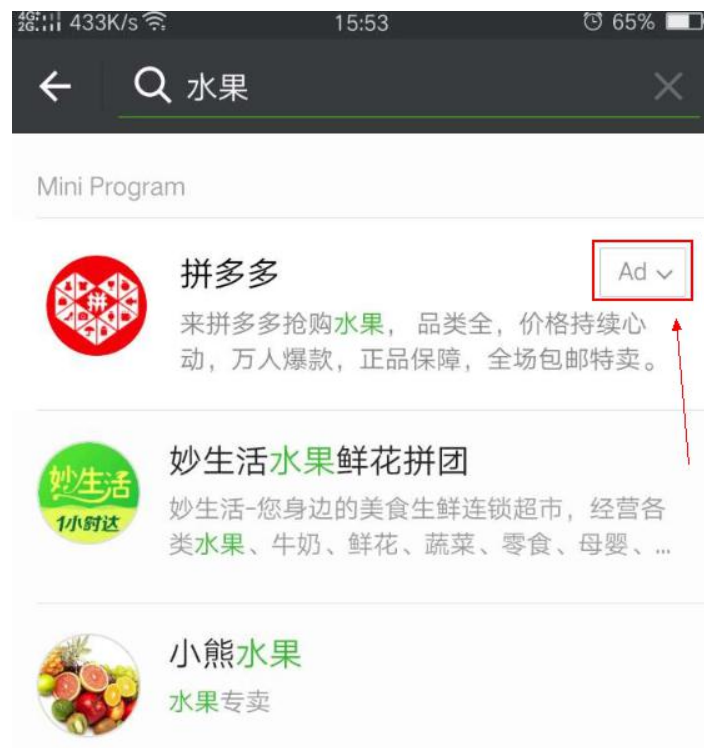 4G 2G 433K/s 15:53 65%
水果
Mini Program
拼多多
Ad
拼
来拼多多抢购水果，品类全，价格持续心
动，万人爆款，正品保障，全场包邮特卖。
妙生活水果鲜花拼团
妙生活
1小时达
妙生活-您身边的美食生鲜连锁超市，经营各
类水果、牛奶、鲜花、蔬菜、零食、母婴、...
小熊水果
水果专卖